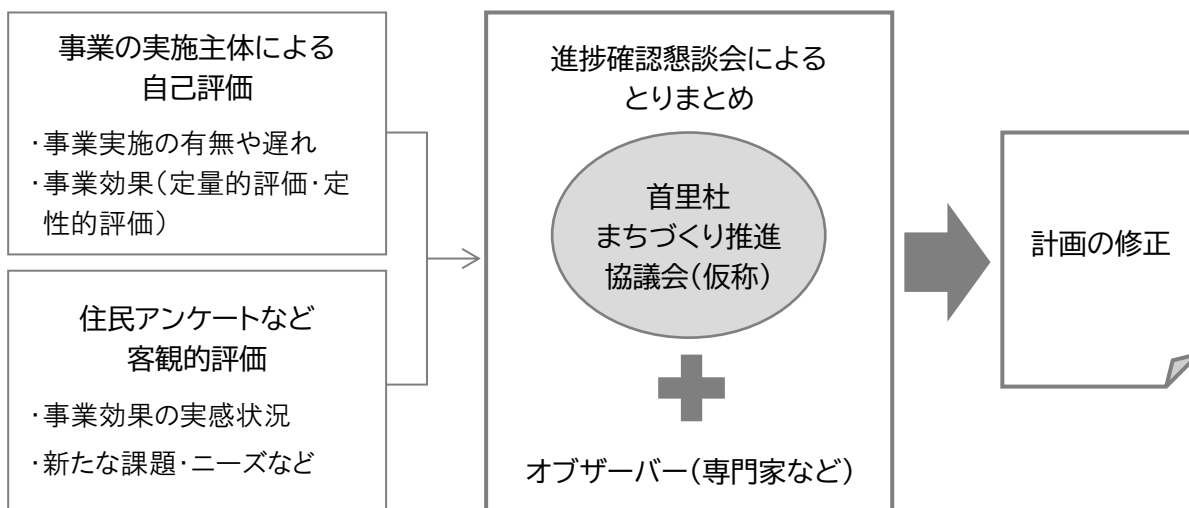 事業の実施主体による
自己評価
・事業実施の有無や遅れ
・事業効果（定量的評価・定
性的評価）
住民アンケートなど
客観的評価
・事業効果の実感状況
・新たな課題・ニーズなど
進捗確認懇談会による
とりまとめ
首里杜
まちづくり推進
協議会（仮称）
オブザーバー（専門家など）
計画の修正